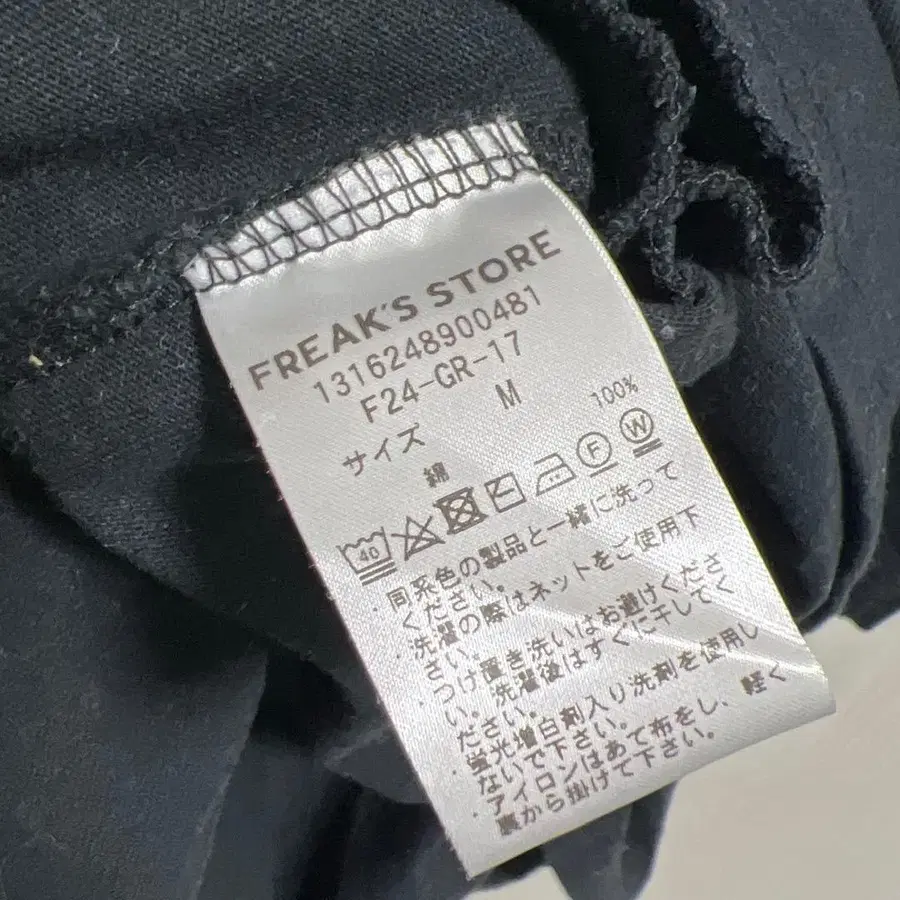 FREAK'S STORE
1316248900481
F24-GR-17
サイズ M
綿 100%
40 F W
・同系色の製品と一緒に洗って
ください。
・洗濯の際はネットをご使用下
さい。
・つけ置き洗いはお避けくださ
い。洗濯後はすぐに干してく
ださい。
・蛍光増白剤入り洗剤を使用し
ないで下さい。
・アイロンはあて布をし、軽く
裏から掛けて下さい。